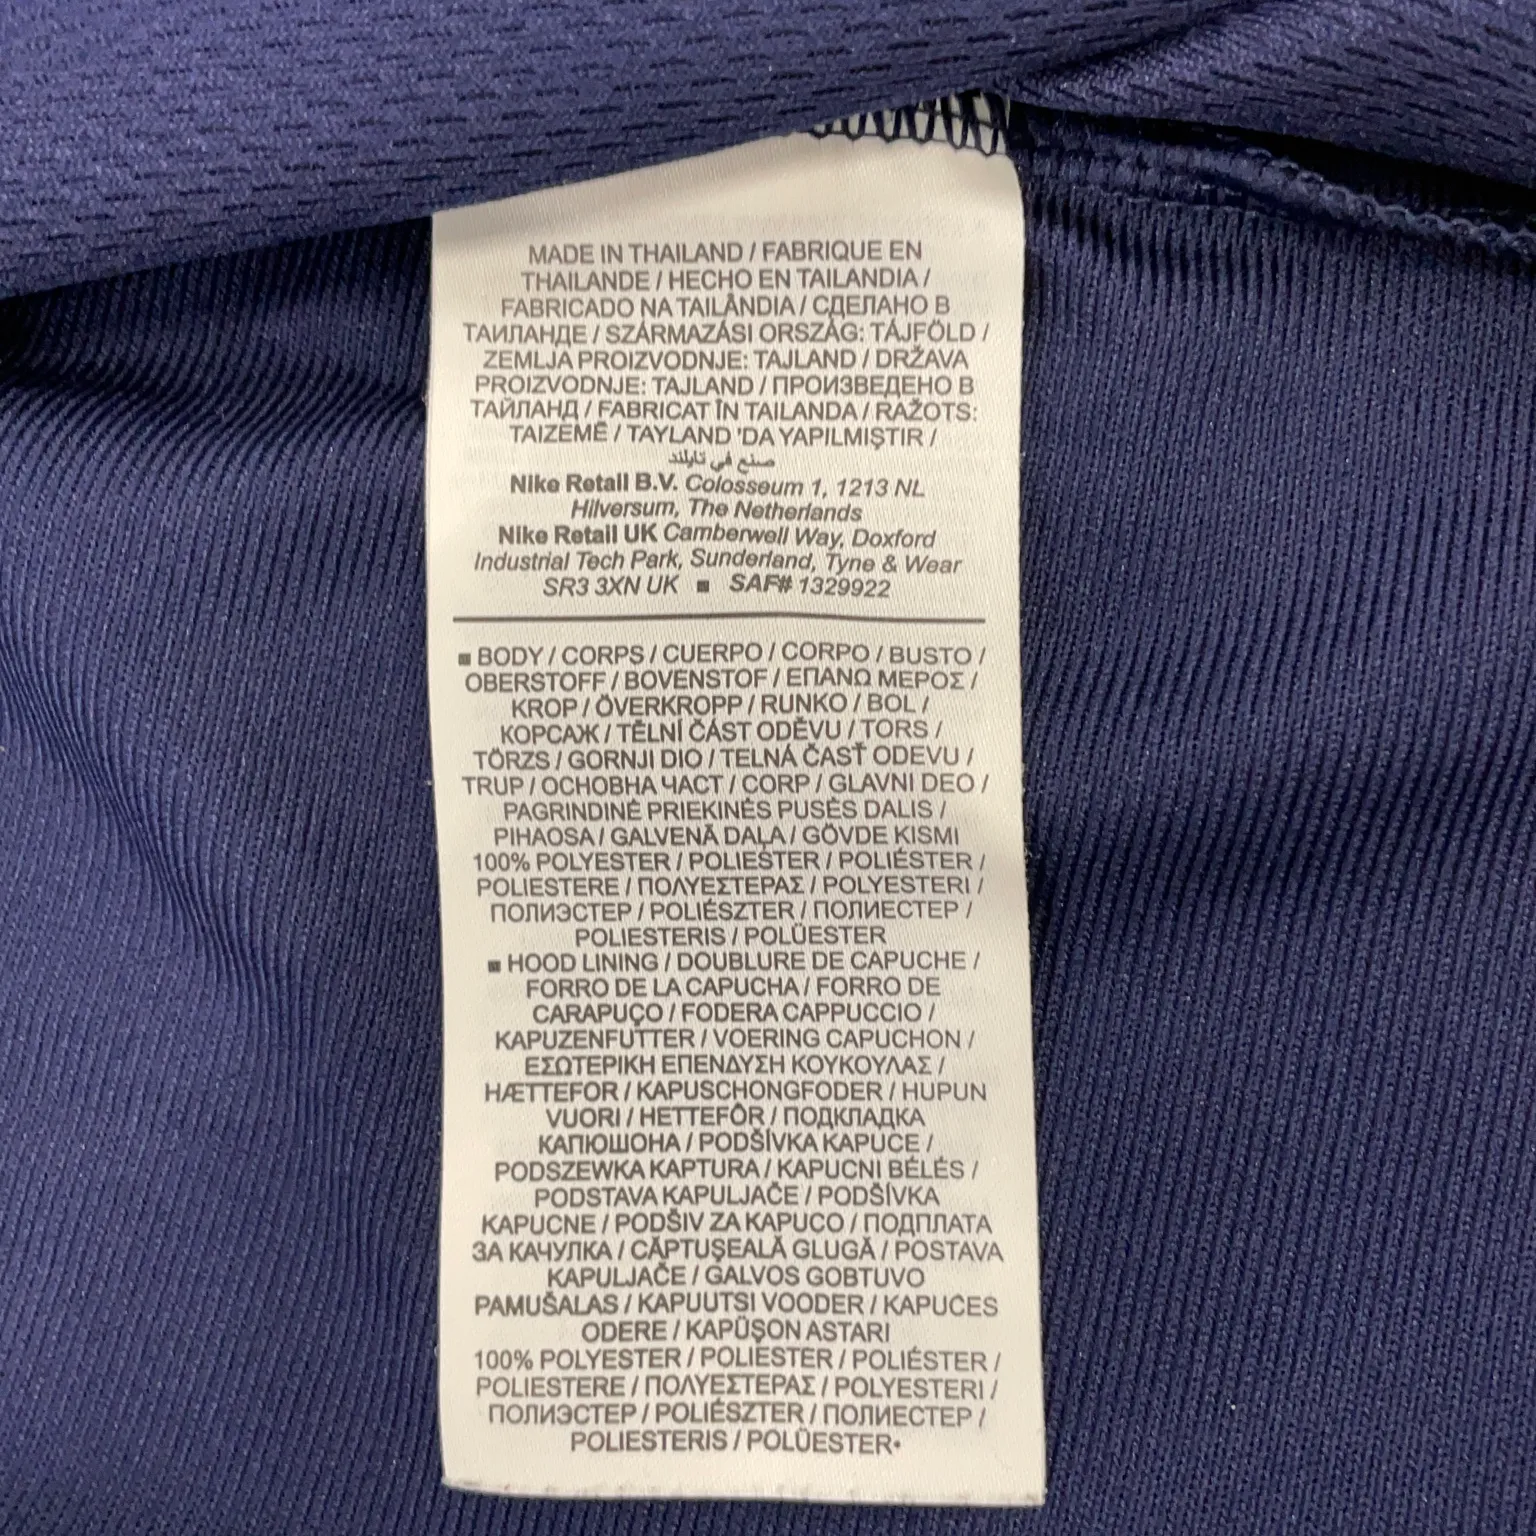 MADE IN THAILAND / FABRIQUE EN
THAILANDE / HECHO EN TAILANDIA /
FABRICADO NA TAILÂNDIA / СДЕЛАНО В
ТАИЛАНДЕ / SZÁRMAZÁSI ORSZÁG: TÁJFÖLD /
ZEMLJA PROIZVODNJE: TAJLAND / DRŽAVA
PROIZVODNJE: TAJLAND / ПРОИЗВЕДЕНО В
ТАЙЛАНД / FABRICAT ÎN TAILANDA / RAŽOTS:
TAIZEMĒ / TAYLAND 'DA YAPILMIŞTIR /
صنع في تايلند
Nike Retail B.V. Colosseum 1, 1213 NL
Hilversum, The Netherlands
Nike Retail UK Camberwell Way, Doxford
Industrial Tech Park, Sunderland, Tyne & Wear
SR3 3XN UK ■ SAF# 1329922
■ BODY / CORPS / CUERPO / CORPO / BUSTO /
OBERSTOFF / BOVENSTOF / ΕΠΑΝΩ ΜΕΡΟΣ /
KROP / ÖVERKROPP / RUNKO / BOL /
КОРСАЖ / TĚLNÍ ČÁST ODĚVU / TORS /
TÖRZS / GORNJI DIO / TELNÁ ČASŤ ODEVU /
TRUP / ОСНОВНА ЧАСТ / CORP / GLAVNI DEO /
PAGRINDINĖ PRIEKINĖS PUSĖS DALIS /
PIHAOSA / GALVENĀ DAĻA / GÖVDE KISMI
100% POLYESTER / POLIESTER / POLIÉSTER /
POLIESTERE / ΠΟΛΥΕΣΤΕΡΑΣ / POLYESTERI /
ПОЛИЭСТЕР / POLIÉSZTER / ПОЛИЕСТЕР /
POLIESTERIS / POLÜESTER
■ HOOD LINING / DOUBLURE DE CAPUCHE /
FORRO DE LA CAPUCHA / FORRO DE
CARAPUÇO / FODERA CAPPUCCIO /
KAPUZENFUTTER / VOERING CAPUCHON /
ΕΣΩΤΕΡΙΚΗ ΕΠΕΝΔΥΣΗ ΚΟΥΚΟΥΛΑΣ /
HÆTTEFOR / KAPUSCHONGFODER / HUPUN
VUORI / HETTEFÔR / ПОДКЛАДКА
КАПЮШОНА / PODŠÍVKA KAPUCE /
PODSZEWKA KAPTURA / KAPUCNI BÉLÉS /
PODSTAVA KAPULJAČE / PODŠÍVKA
KAPUCNE / PODŠIV ZA KAPUCO / ПОДПЛАТА
ЗА КАЧУЛКА / CĂPTUŞEALĂ GLUGĂ / POSTAVA
KAPULJAČE / GALVOS GOBTUVO
PAMUŠALAS / KAPUUTSI VOODER / KAPUCES
ODERE / KAPÜŞON ASTARI
100% POLYESTER / POLIESTER / POLIÉSTER /
POLIESTERE / ΠΟΛΥΕΣΤΕΡΑΣ / POLYESTERI /
ПОЛИЭСТЕР / POLIÉSZTER / ПОЛИЕСТЕР /
POLIESTERIS / POLÜESTER•